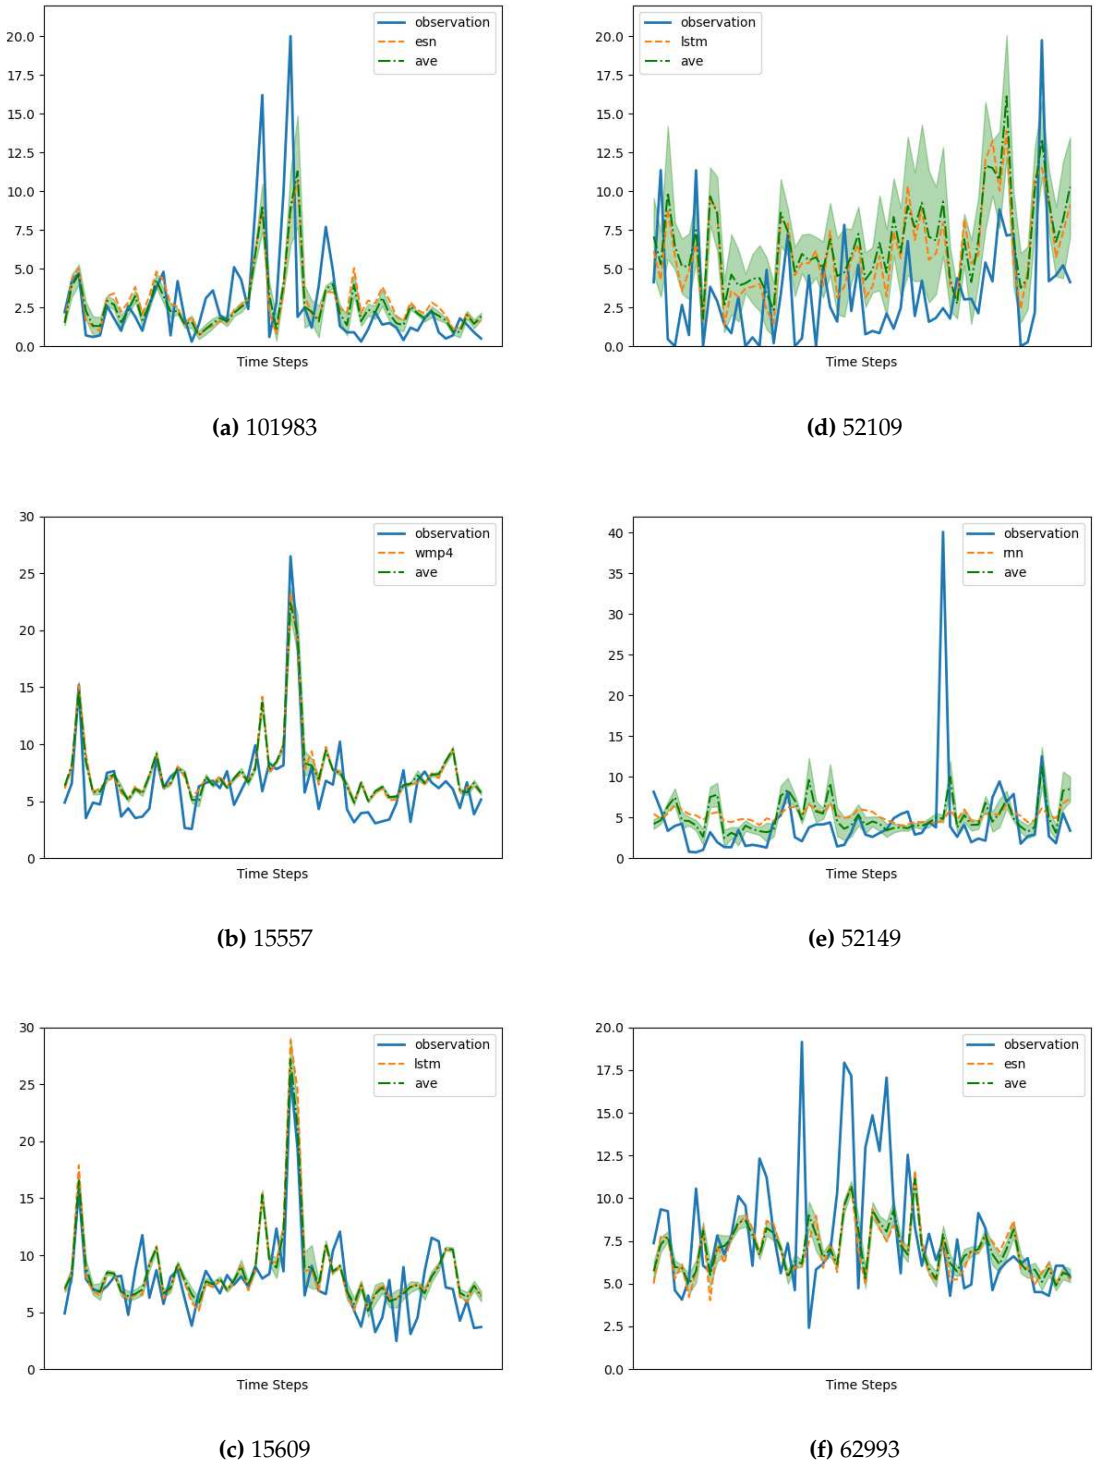 20.0
17.5
15.0
12.5
10.0
7.5
5.0
2.5
0.0
observation
esn
ave
Time Steps
(a) 101983
20.0
17.5
15.0
12.5
10.0
7.5
5.0
2.5
0.0
observation
lstm
ave
Time Steps
(d) 52109
30
25
20
15
10
5
0
observation
wmp4
ave
Time Steps
(b) 15557
40
35
30
25
20
15
10
5
0
observation
rnn
ave
Time Steps
(e) 52149
30
25
20
15
10
5
0
observation
lstm
ave
Time Steps
(c) 15609
20.0
17.5
15.0
12.5
10.0
7.5
5.0
2.5
0.0
observation
esn
ave
Time Steps
(f) 62993